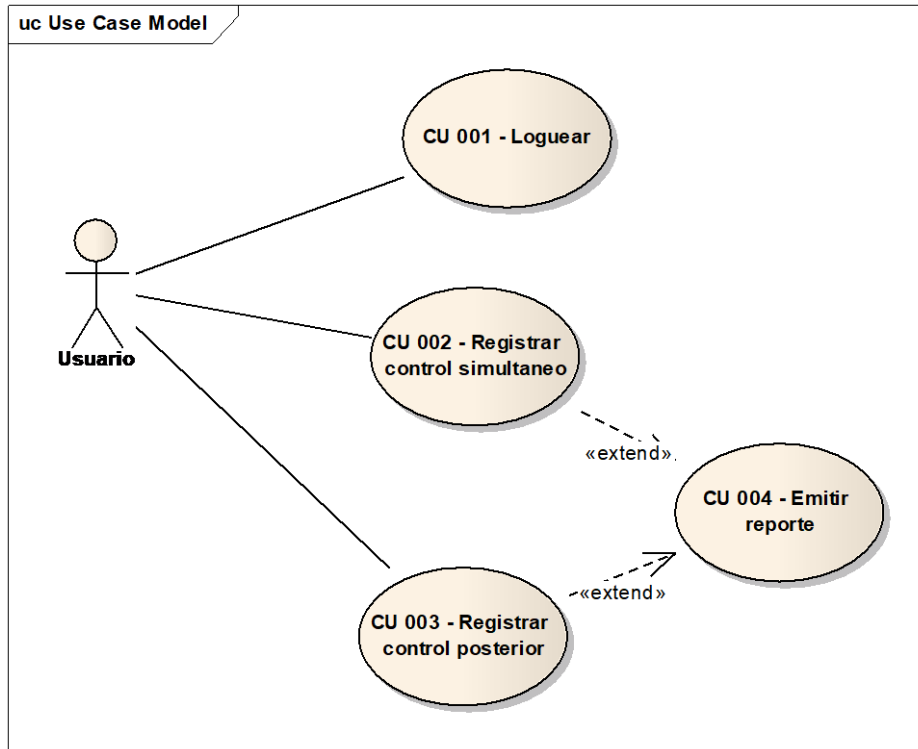 uc Use Case Model
CU 001 - Loguear
Usuario
CU 002 - Registrar
control simultaneo
«extend»
CU 004 - Emitir
reporte
«extend»
CU 003 - Registrar
control posterior